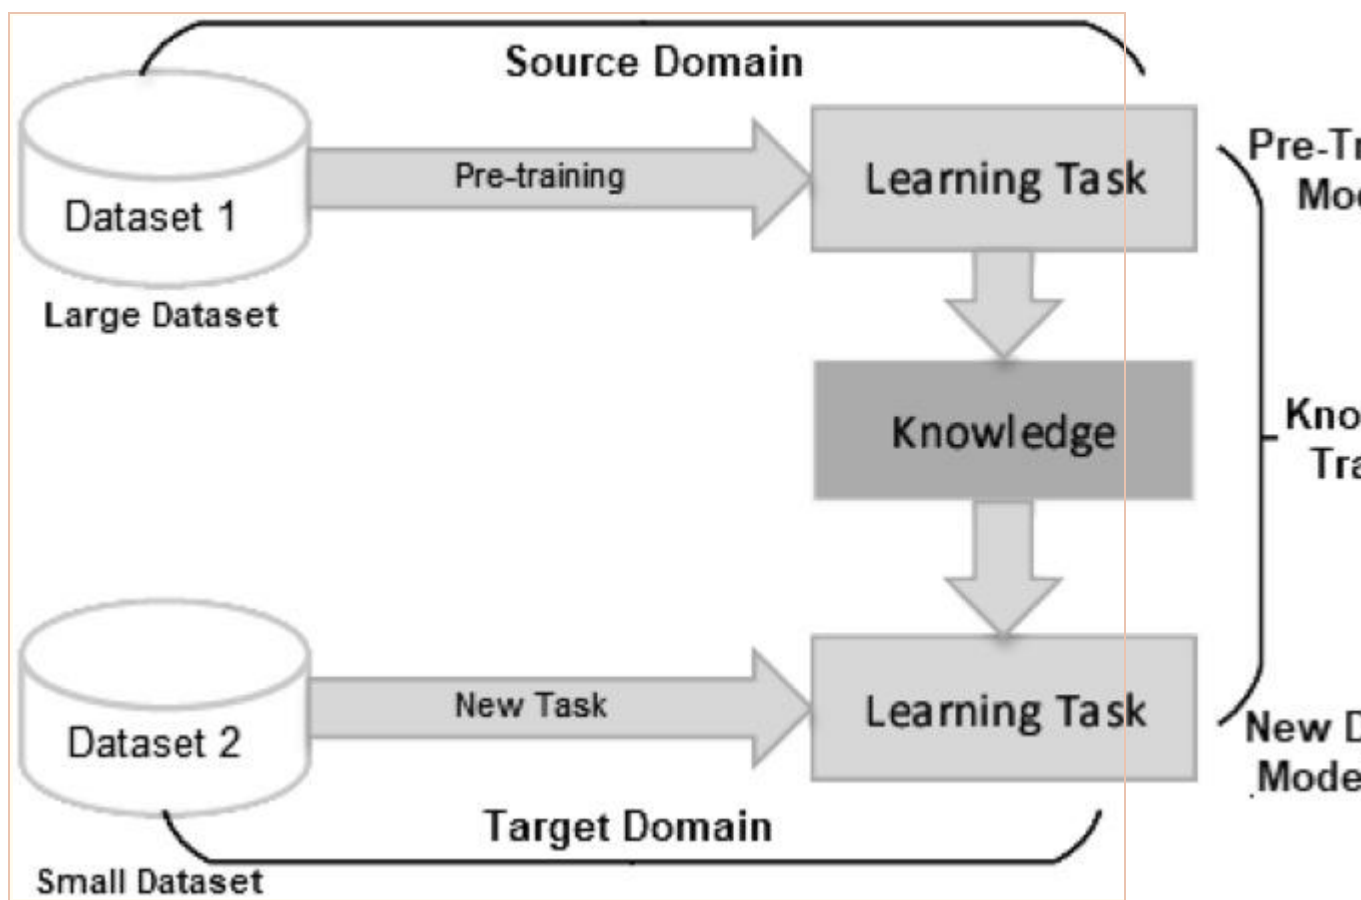 Source Domain
Pre-training
Learning Task
Dataset 1
Large Dataset
Knowledge
New Task
Learning Task
Dataset 2
Target Domain
Small Dataset
New